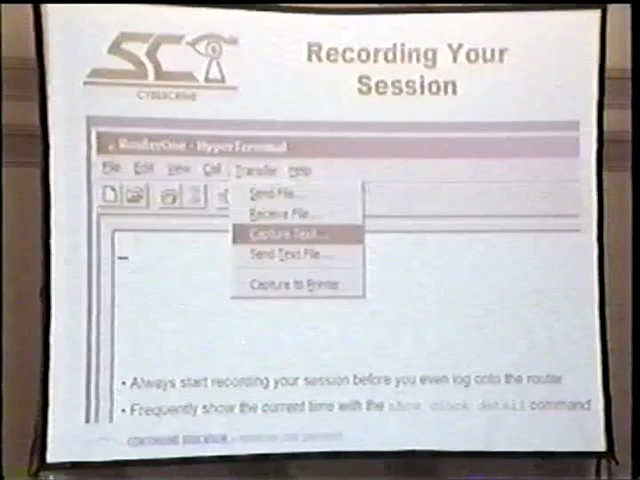 SCI
CYBERCRIME
Recording Your
Session
RouterOne - HyperTerminal
File Edit View Call Transfer Help
Send File...
Receive File...
Capture Text...
Send Text File...
Capture to Printer
• Always start recording your session before you even log onto the router
• Frequently show the current time with the show clock detail command